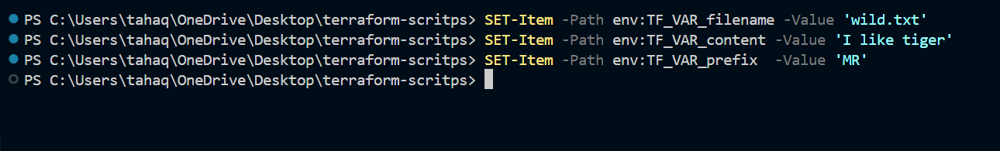 PS C:\Users\tahaq\OneDrive\Desktop\terraform-scritps> SET-Item -Path env:TF_VAR_filename -Value 'wild.txt'
PS C:\Users\tahaq\OneDrive\Desktop\terraform-scritps> SET-Item -Path env:TF_VAR_content -Value 'I like tiger'
PS C:\Users\tahaq\OneDrive\Desktop\terraform-scritps> SET-Item -Path env:TF_VAR_prefix  -Value 'MR'
PS C:\Users\tahaq\OneDrive\Desktop\terraform-scritps>